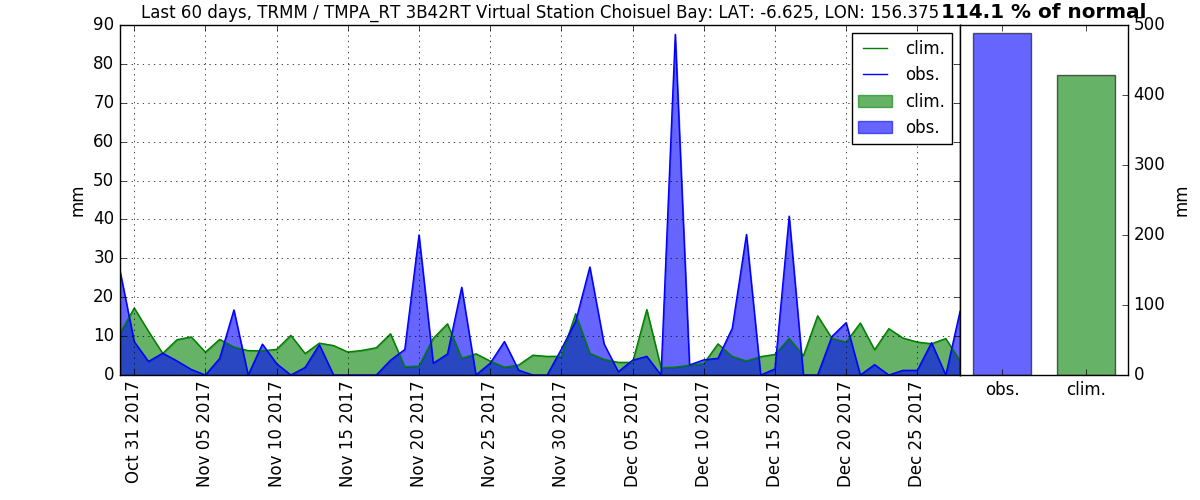 Last 60 days, TRMM / TMPA_RT 3B42RT Virtual Station Choisuel Bay: LAT: -6.625, LON: 156.375 114.1 % of normal
90
80
70
60
50
40
30
20
10
0
mm
clim.
obs.
clim.
obs.
500
400
300
200
100
0
mm
Oct 31 2017
Nov 05 2017
Nov 10 2017
Nov 15 2017
Nov 20 2017
Nov 25 2017
Nov 30 2017
Dec 05 2017
Dec 10 2017
Dec 15 2017
Dec 20 2017
Dec 25 2017
obs.
clim.